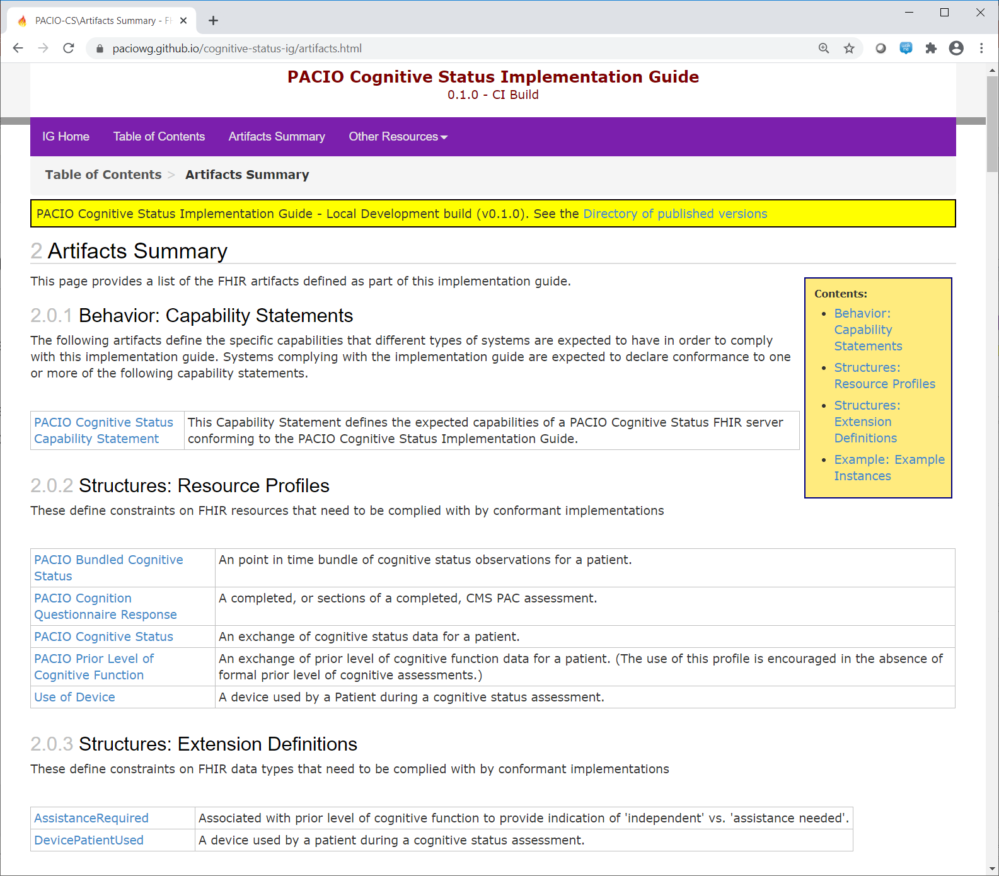 PACIO-CS\Artifacts Summary - FH
paciowg.github.io/cognitive-status-ig/artifacts.html
walk me
PACIO Cognitive Status Implementation Guide
0.1.0 - CI Build
IG Home Table of Contents Artifacts Summary Other Resources
Table of Contents > Artifacts Summary
PACIO Cognitive Status Implementation Guide - Local Development build (v0.1.0). See the Directory of published versions
2 Artifacts Summary
This page provides a list of the FHIR artifacts defined as part of this implementation guide.
Contents:
Behavior:
Capability
Statements
Structures:
Resource Profiles
Structures:
Extension
Definitions
Example: Example
Instances
2.0.1 Behavior: Capability Statements
The following artifacts define the specific capabilities that different types of systems are expected to have in order to comply
with this implementation guide. Systems complying with the implementation guide are expected to declare conformance to one
or more of the following capability statements.
PACIO Cognitive Status
Capability Statement
This Capability Statement defines the expected capabilities of a PACIO Cognitive Status FHIR server
conforming to the PACIO Cognitive Status Implementation Guide.
2.0.2 Structures: Resource Profiles
These define constraints on FHIR resources that need to be complied with by conformant implementations
PACIO Bundled Cognitive
Status
An point in time bundle of cognitive status observations for a patient.
PACIO Cognition
Questionnaire Response
A completed, or sections of a completed, CMS PAC assessment.
PACIO Cognitive Status
An exchange of cognitive status data for a patient.
PACIO Prior Level of
Cognitive Function
An exchange of prior level of cognitive function data for a patient. (The use of this profile is encouraged in the absence of
formal prior level of cognitive assessments.)
Use of Device
A device used by a Patient during a cognitive status assessment.
2.0.3 Structures: Extension Definitions
These define constraints on FHIR data types that need to be complied with by conformant implementations
AssistanceRequired
Associated with prior level of cognitive function to provide indication of 'independent' vs. 'assistance needed'.
DevicePatientUsed
A device used by a patient during a cognitive status assessment.